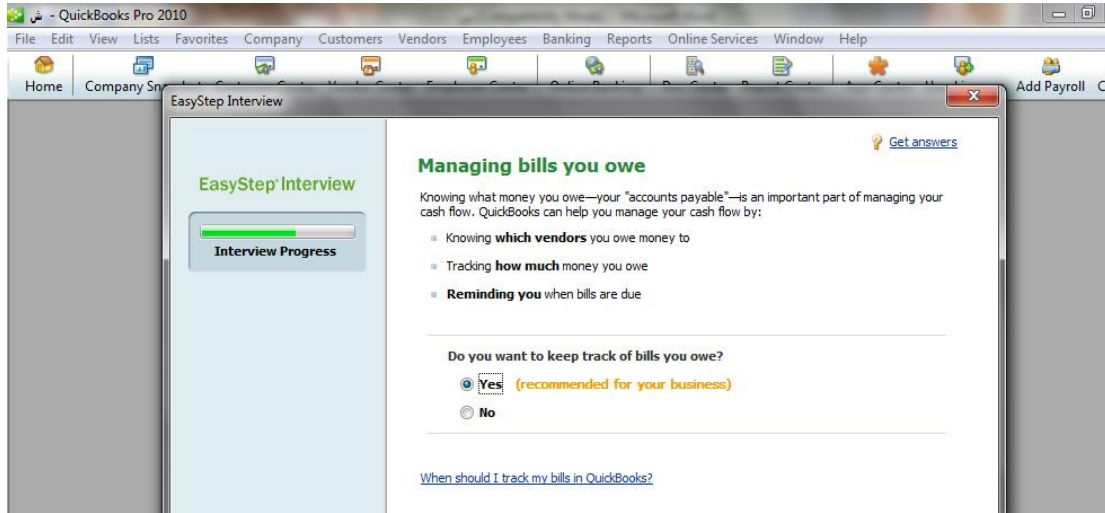 ش - QuickBooks Pro 2010
File Edit View Lists Favorites Company Customers Vendors Employees Banking Reports Online Services Window Help
Home Company Add Payroll
EasyStep Interview
Get answers
Managing bills you owe
EasyStep Interview
Knowing what money you owe—your "accounts payable"—is an important part of managing your
cash flow. QuickBooks can help you manage your cash flow by:
Interview Progress
Knowing which vendors you owe money to
Tracking how much money you owe
Reminding you when bills are due
Do you want to keep track of bills you owe?
Yes (recommended for your business)
No
When should I track my bills in QuickBooks?